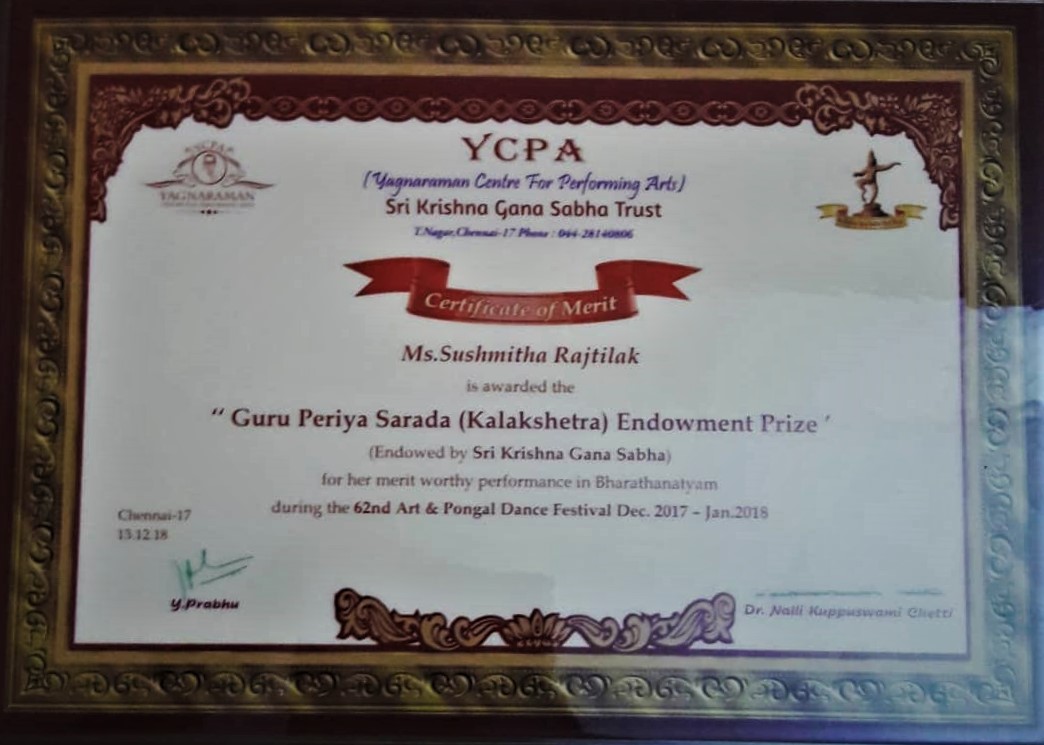 YCPA
(Yagnaraman Centre For Performing Arts)
Sri Krishna Gana Sabha Trust
T.Nagar,Chennai-17 Phone : 044-28140806
YAGNARAMAN
Certificate of Merit
Ms.Sushmitha Rajtilak
is awarded the
“ Guru Periya Sarada (Kalakshetra) Endowment Prize ’
(Endowed by Sri Krishna Gana Sabha)
for her merit worthy performance in Bharathanatyam
during the 62nd Art & Pongal Dance Festival Dec. 2017 - Jan.2018
Chennai-17
13.12.18
Y.Prabhu
Dr. Nalli Kuppuswami Chetti